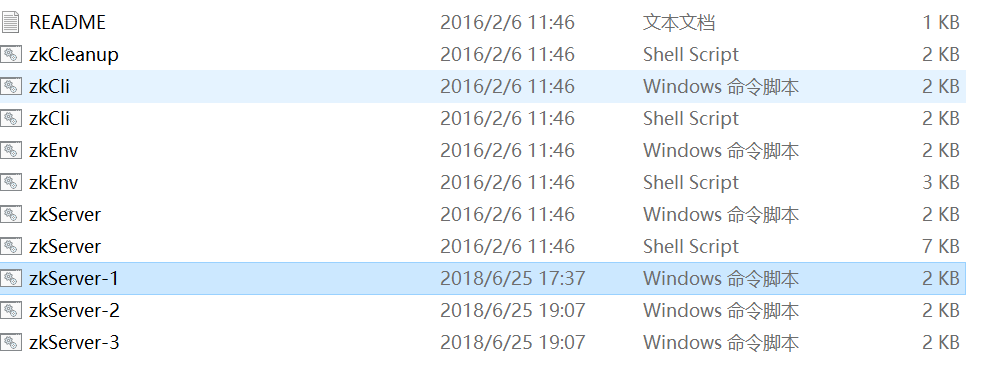 README 2016/2/6 11:46 文本文档 1 KB
zkCleanup 2016/2/6 11:46 Shell Script 2 KB
zkCli 2016/2/6 11:46 Windows 命令脚本 2 KB
zkCli 2016/2/6 11:46 Shell Script 2 KB
zkEnv 2016/2/6 11:46 Windows 命令脚本 2 KB
zkEnv 2016/2/6 11:46 Shell Script 3 KB
zkServer 2016/2/6 11:46 Windows 命令脚本 2 KB
zkServer 2016/2/6 11:46 Shell Script 7 KB
zkServer-1 2018/6/25 17:37 Windows 命令脚本 2 KB
zkServer-2 2018/6/25 19:07 Windows 命令脚本 2 KB
zkServer-3 2018/6/25 19:07 Windows 命令脚本 2 KB